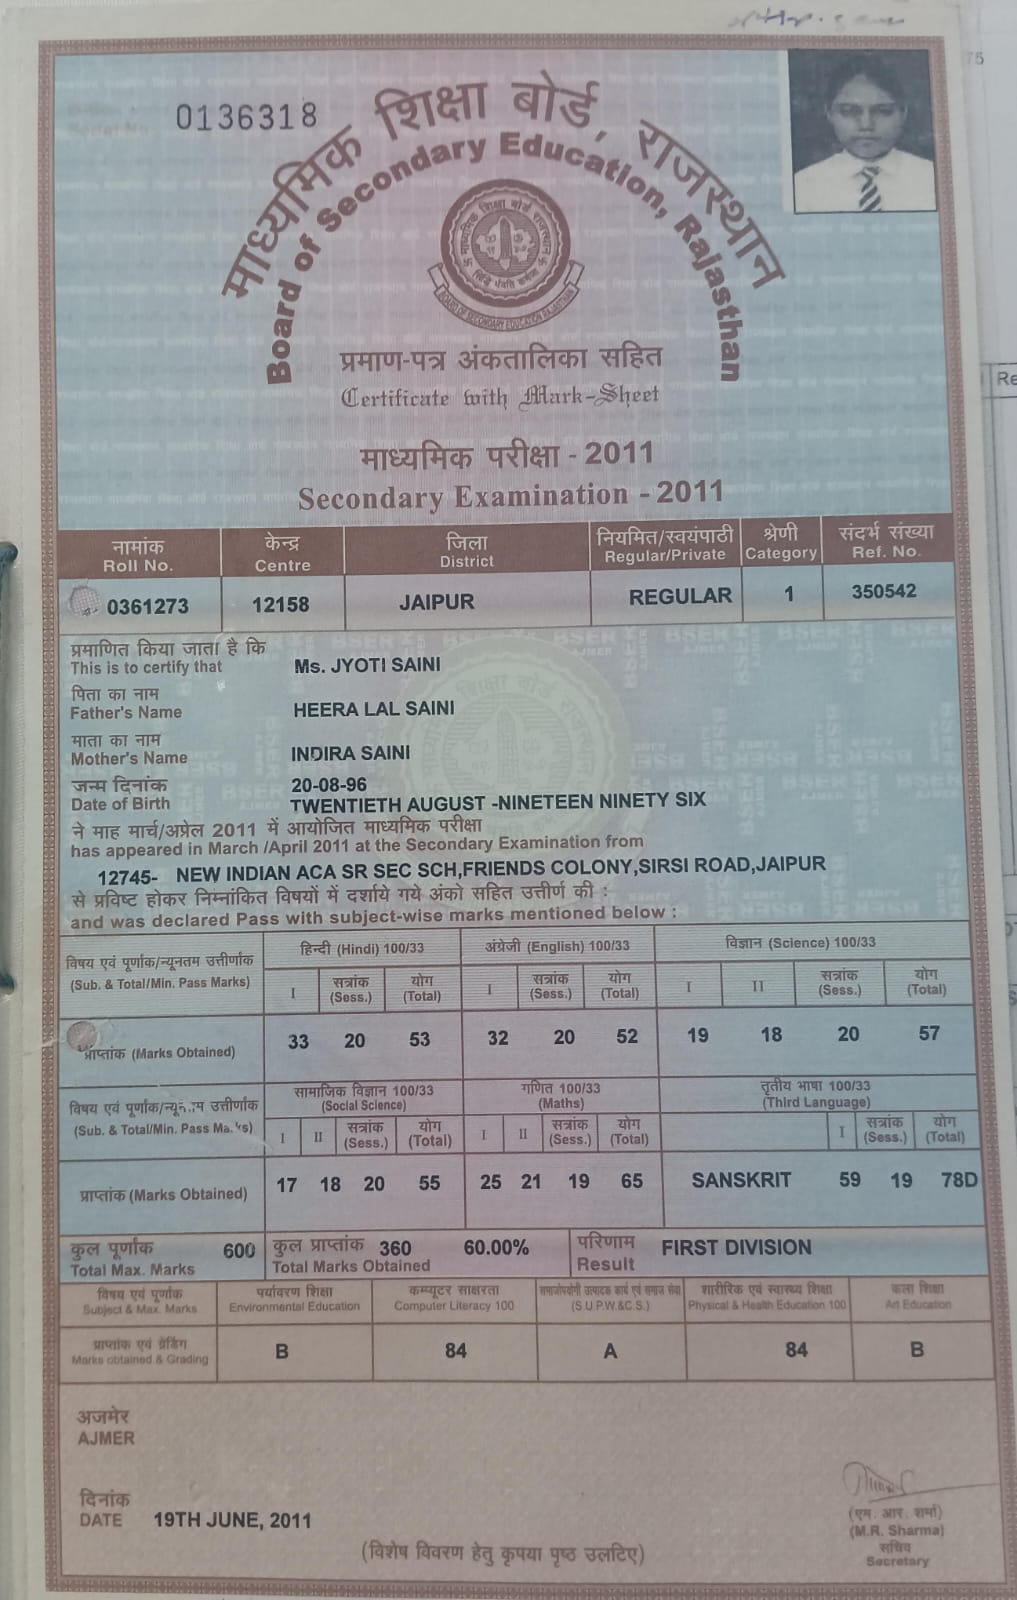 0136318
माध्यमिक शिक्षा बोर्ड, राजस्थान
Board of Secondary Education, Rajasthan
प्रमाण-पत्र अंकतालिका सहित
Certificate with Mark-Sheet
माध्यमिक परीक्षा - 2011
Secondary Examination - 2011
नामांक केन्द्र जिला नियमित/स्वयंपाठी श्रेणी संदर्भ संख्या
Roll No. Centre District Regular/Private Category Ref. No.
0361273 12158 JAIPUR REGULAR 1 350542
प्रमाणित किया जाता है कि
This is to certify that Ms. JYOTI SAINI
पिता का नाम
Father's Name HEERA LAL SAINI
माता का नाम
Mother's Name INDIRA SAINI
जन्म दिनांक 20-08-96
Date of Birth TWENTIETH AUGUST -NINETEEN NINETY SIX
ने माह मार्च/अप्रेल 2011 में आयोजित माध्यमिक परीक्षा
has appeared in March /April 2011 at the Secondary Examination from
12745- NEW INDIAN ACA SR SEC SCH,FRIENDS COLONY,SIRSI ROAD,JAIPUR
से प्रविष्ट होकर निम्नांकित विषयों में दर्शाये गये अंको सहित उत्तीर्ण की :
and was declared Pass with subject-wise marks mentioned below :
विषय एवं पूर्णांक/न्यूनतम उत्तीर्णांक हिन्दी (Hindi) 100/33 अंग्रेजी (English) 100/33 विज्ञान (Science) 100/33
(Sub. & Total/Min. Pass Marks) I सत्रांक (Sess.) योग (Total) I सत्रांक (Sess.) योग (Total) I II सत्रांक (Sess.) योग (Total)
प्राप्तांक (Marks Obtained) 33 20 53 32 20 52 19 18 20 57
विषय एवं पूर्णांक/न्यूनतम उत्तीर्णांक सामाजिक विज्ञान 100/33 (Social Science) गणित 100/33 (Maths) तृतीय भाषा 100/33 (Third Language)
(Sub. & Total/Min. Pass Marks) I II सत्रांक (Sess.) योग (Total) I II सत्रांक (Sess.) योग (Total) I सत्रांक (Sess.) योग (Total)
प्राप्तांक (Marks Obtained) 17 18 20 55 25 21 19 65 SANSKRIT 59 19 78D
कुल पूर्णांक 600 कुल प्राप्तांक 360 60.00% परिणाम FIRST DIVISION
Total Max. Marks Total Marks Obtained Result
विषय एवं पूर्णांक पर्यावरण शिक्षा कम्प्यूटर साक्षरता समाजोपयोगी उत्पादक कार्य एवं समाज सेवा शारीरिक एवं स्वास्थ्य शिक्षा कला शिक्षा
Subject & Max. Marks Environmental Education Computer Literacy 100 (S.U.P.W.&C.S.) Physical & Health Education 100 Art Education
प्राप्तांक एवं ग्रेडिंग
Marks obtained & Grading B 84 A 84 B
अजमेर
AJMER
दिनांक
DATE 19TH JUNE, 2011
(एम. आर. शर्मा)
(M.R. Sharma)
सचिव
Secretary
(विशेष विवरण हेतु कृपया पृष्ठ उलटिए)